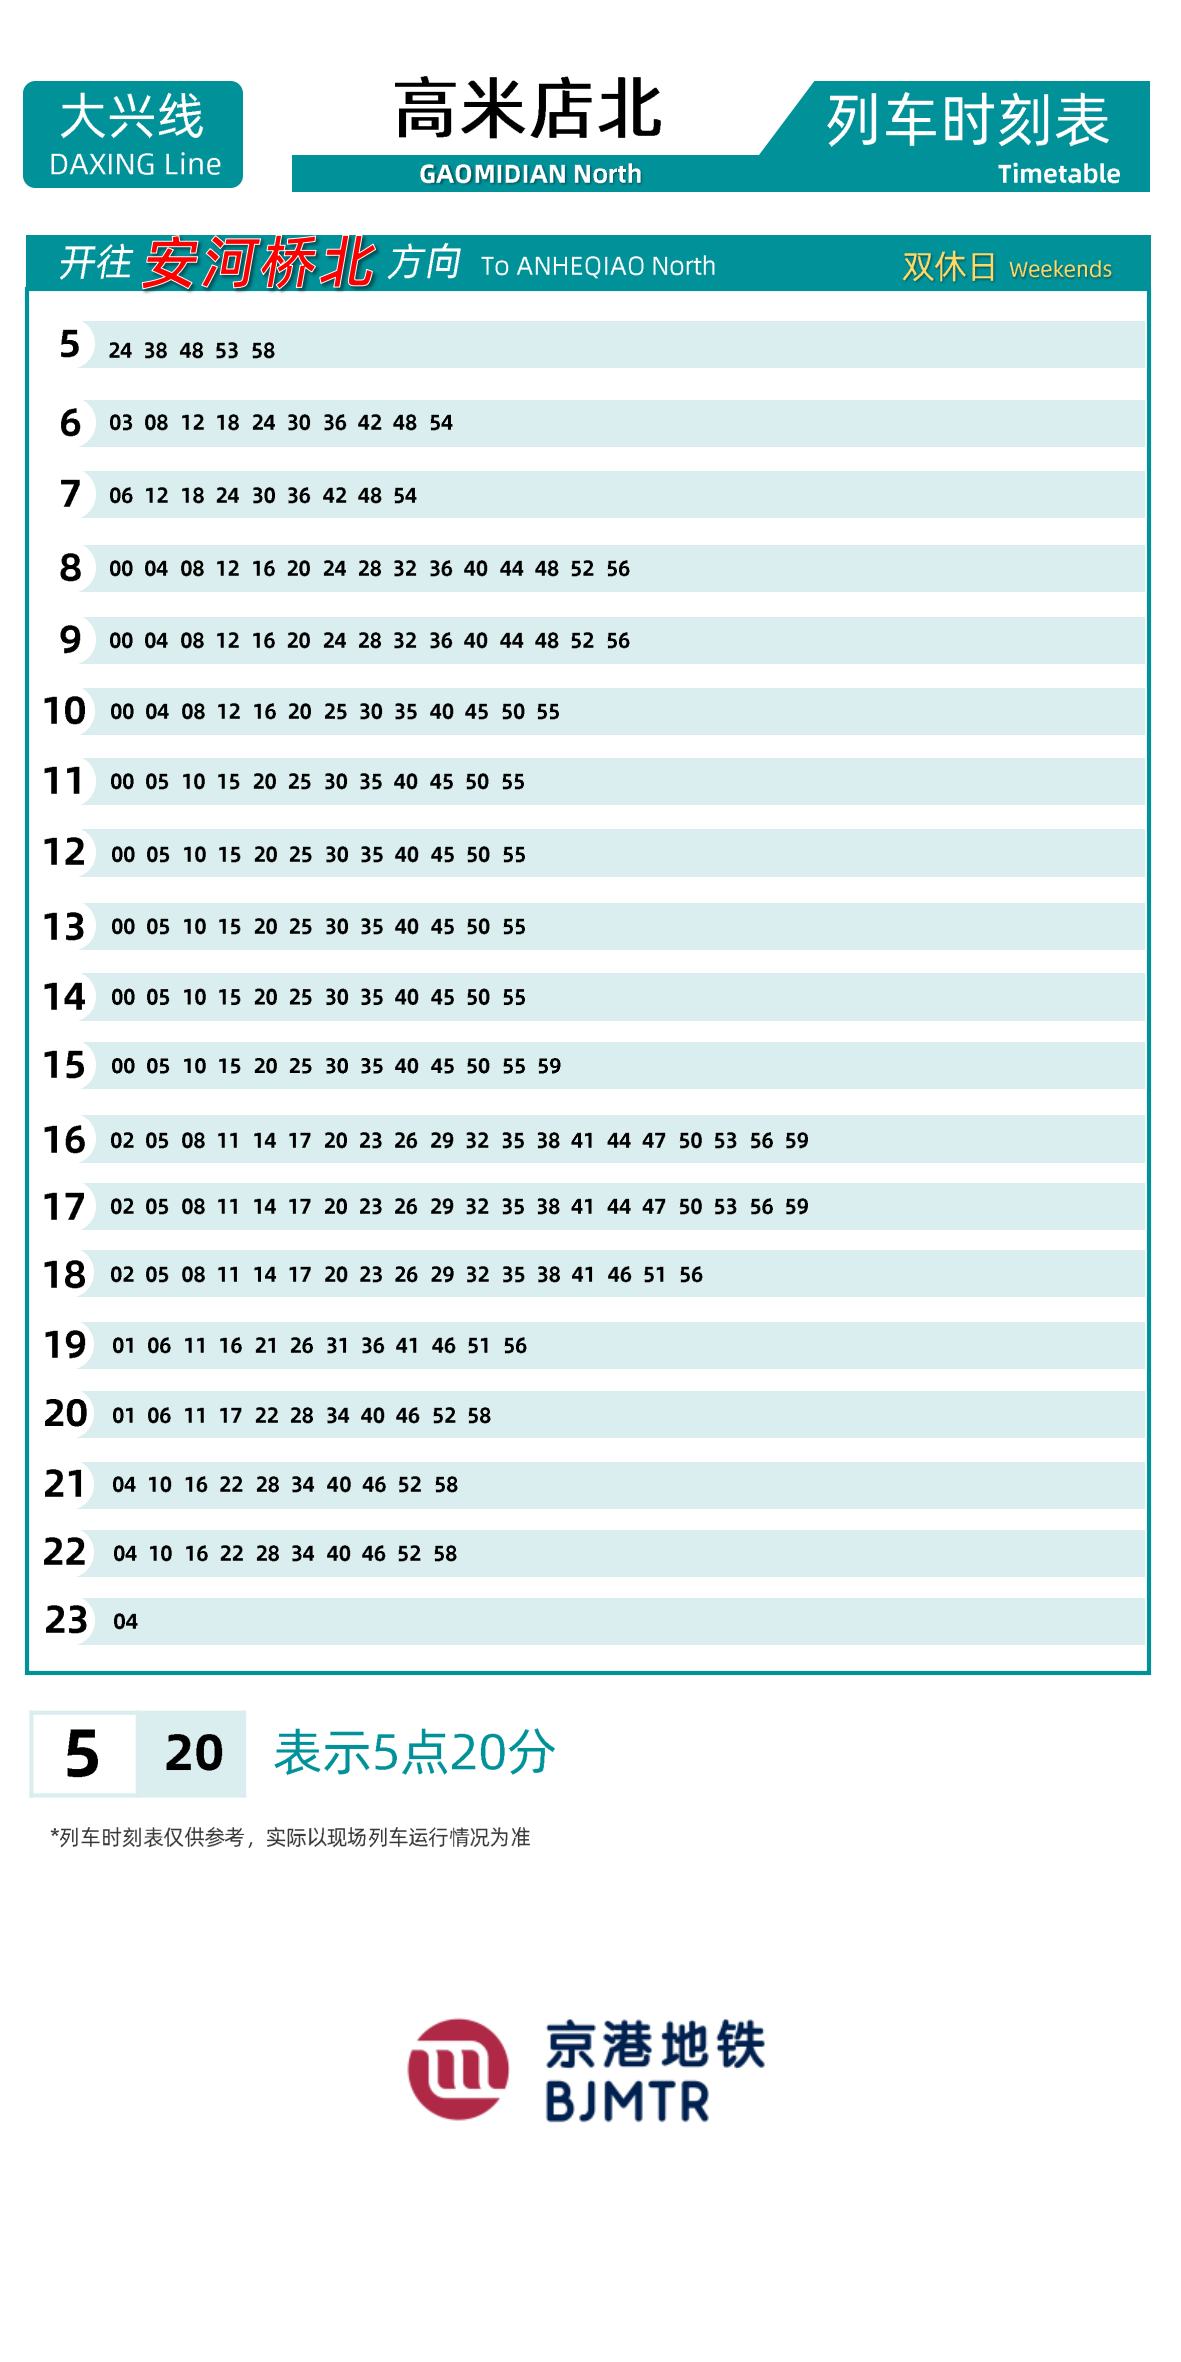 大兴线
DAXING Line
高米店北
GAOMIDIAN North
列车时刻表
Timetable
开往 安河桥北 方向 To ANHEQIAO North 双休日 Weekends
5 24 38 48 53 58
6 03 08 12 18 24 30 36 42 48 54
7 06 12 18 24 30 36 42 48 54
8 00 04 08 12 16 20 24 28 32 36 40 44 48 52 56
9 00 04 08 12 16 20 24 28 32 36 40 44 48 52 56
10 00 04 08 12 16 20 25 30 35 40 45 50 55
11 00 05 10 15 20 25 30 35 40 45 50 55
12 00 05 10 15 20 25 30 35 40 45 50 55
13 00 05 10 15 20 25 30 35 40 45 50 55
14 00 05 10 15 20 25 30 35 40 45 50 55
15 00 05 10 15 20 25 30 35 40 45 50 55 59
16 02 05 08 11 14 17 20 23 26 29 32 35 38 41 44 47 50 53 56 59
17 02 05 08 11 14 17 20 23 26 29 32 35 38 41 44 47 50 53 56 59
18 02 05 08 11 14 17 20 23 26 29 32 35 38 41 46 51 56
19 01 06 11 16 21 26 31 36 41 46 51 56
20 01 06 11 17 22 28 34 40 46 52 58
21 04 10 16 22 28 34 40 46 52 58
22 04 10 16 22 28 34 40 46 52 58
23 04
5 20 表示5点20分
*列车时刻表仅供参考，实际以现场列车运行情况为准
京港地铁
BJMTR